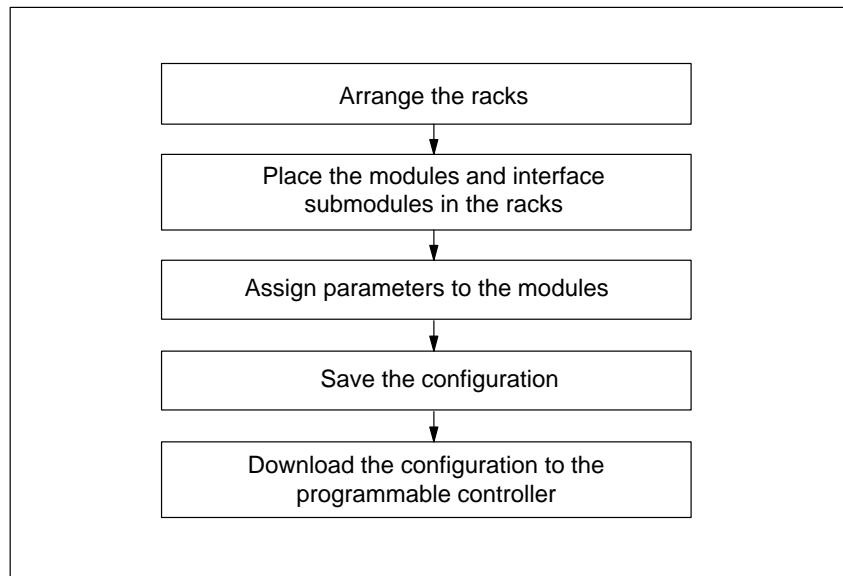 Arrange the racks
Place the modules and interface
submodules in the racks
Assign parameters to the modules
Save the configuration
Download the configuration to the
programmable controller